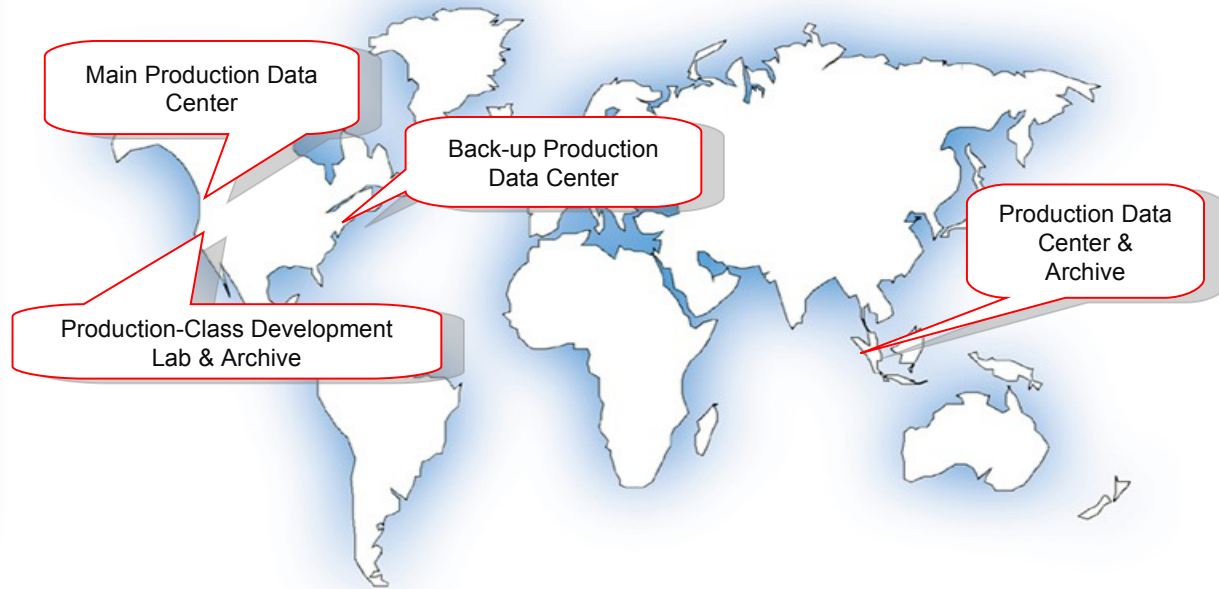 Main Production Data
Center
Back-up Production
Data Center
Production Data
Center &
Archive
Production-Class Development
Lab & Archive